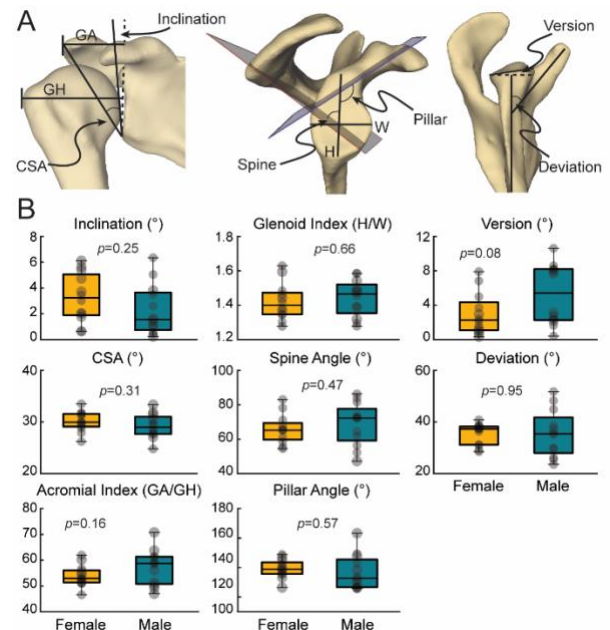 A
GA
Inclination
GH
CSA
Spine
H
W
Pillar
Version
Deviation
B
Inclination (°)
p=0.25
8
6
4
2
0
Glenoid Index (H/W)
p=0.66
1.8
1.6
1.4
1.2
Version (°)
p=0.08
12
8
4
0
CSA (°)
p=0.31
40
30
20
Spine Angle (°)
p=0.47
100
80
60
40
Deviation (°)
p=0.95
60
40
20
Female Male
Acromial Index (GA/GH)
p=0.16
80
70
60
50
40
Female Male
Pillar Angle (°)
p=0.57
180
160
140
120
100
Female Male